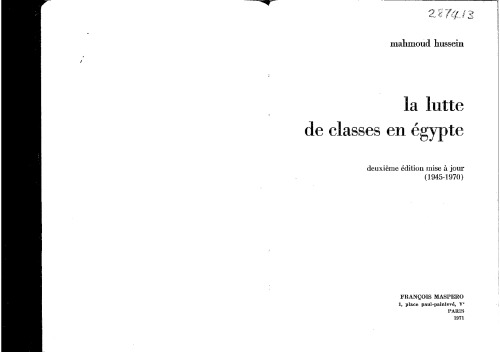 287413
mahmoud hussein
la lutte
de classes en égypte
deuxième édition mise à jour
(1945-1970)
FRANÇOIS MASPERO
1, place paul-painlevé, Vᵉ
PARIS
1971